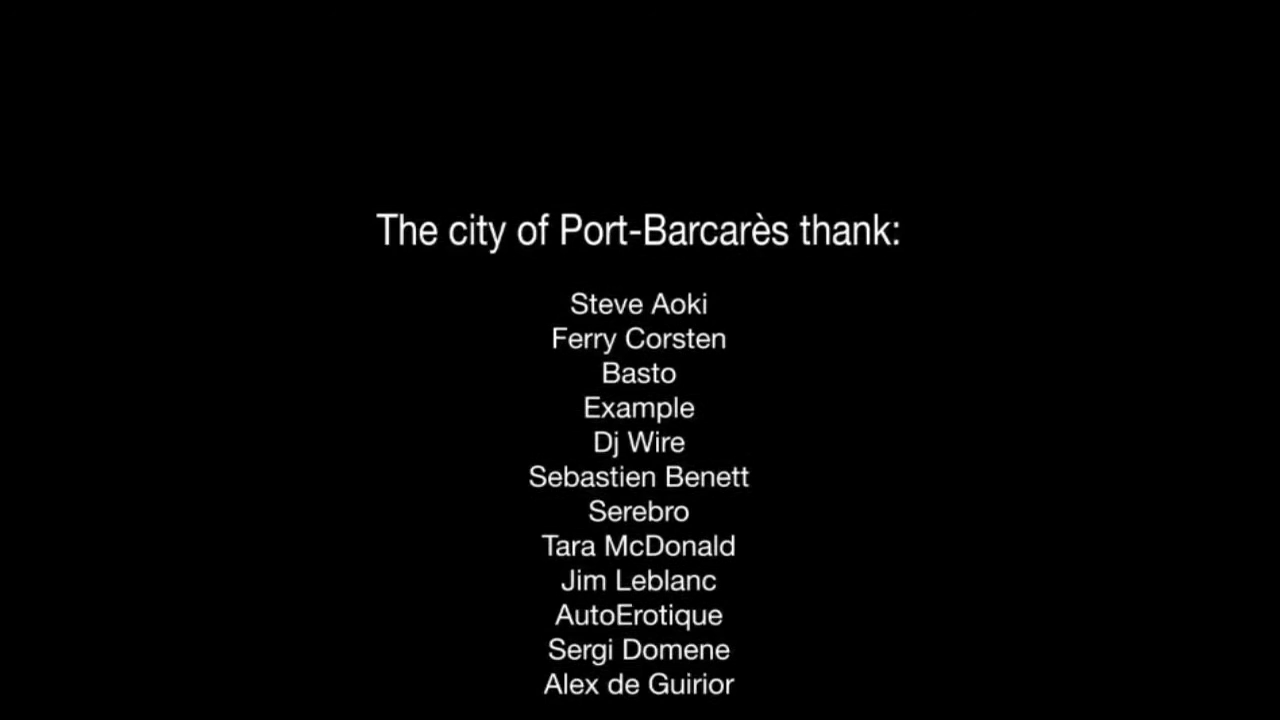 The city of Port-Barcarès thank:
Steve Aoki
Ferry Corsten
Basto
Example
Dj Wire
Sebastien Benett
Serebro
Tara McDonald
Jim Leblanc
AutoErotique
Sergi Domene
Alex de Guirior